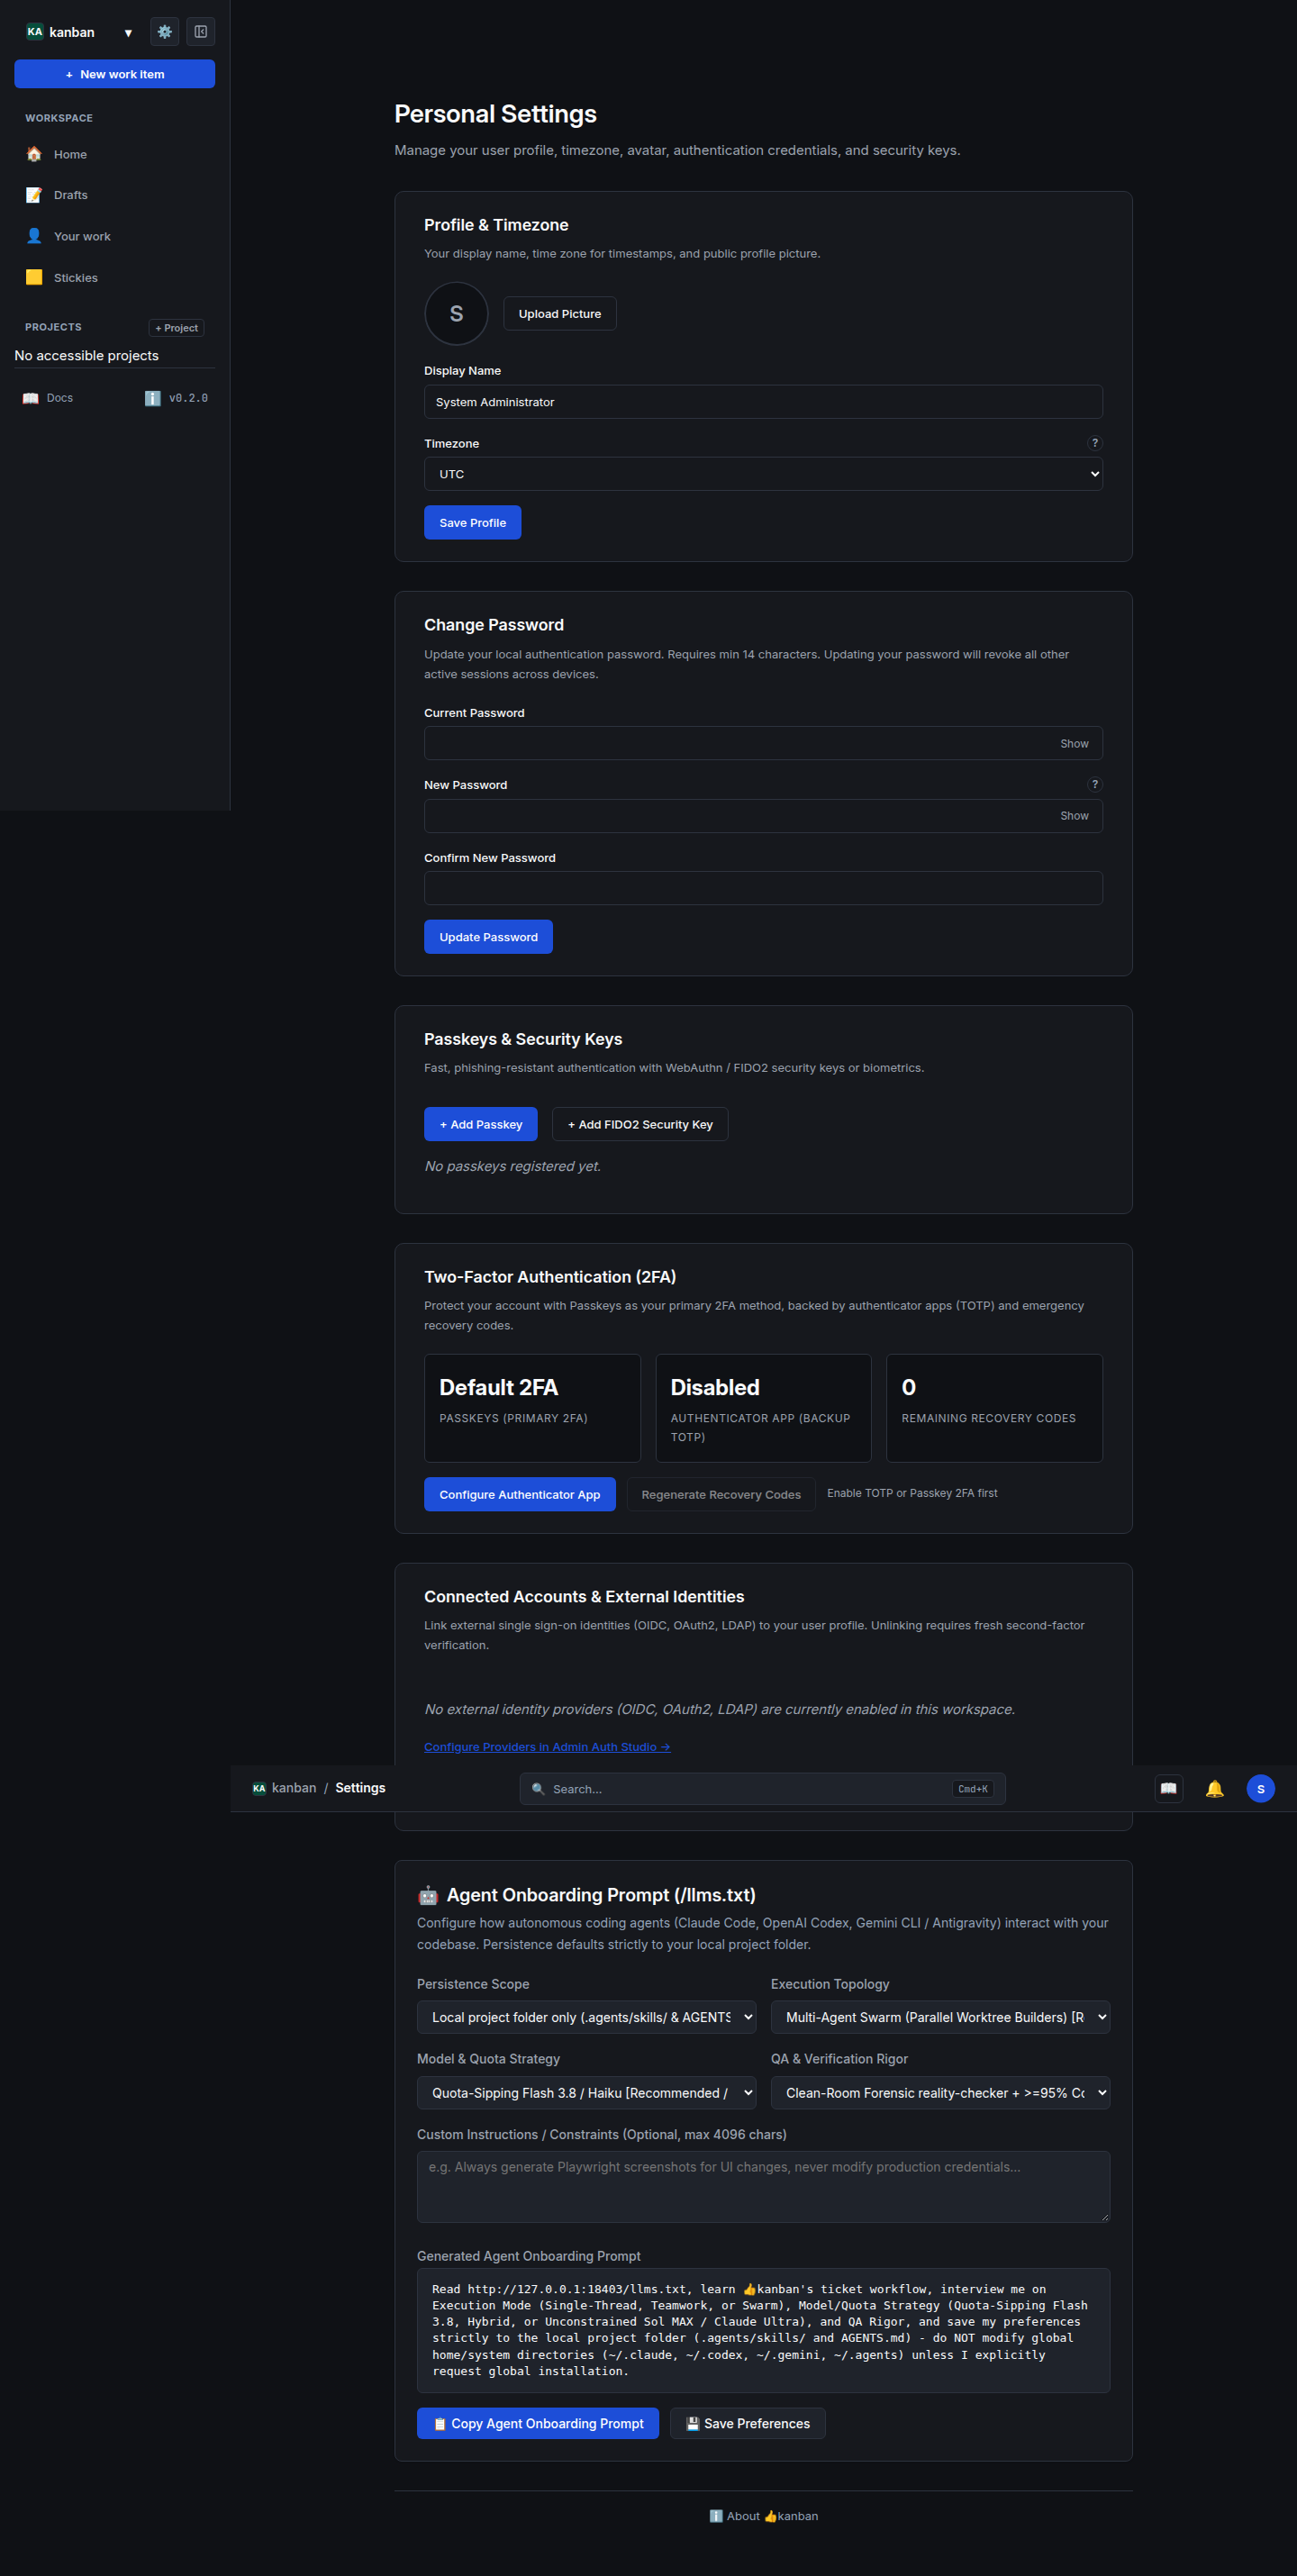 KA kanban ▾
+ New work item
WORKSPACE
Home
Drafts
Your work
Stickies
PROJECTS
+ Project
No accessible projects
Docs
v0.2.0
Personal Settings
Manage your user profile, timezone, avatar, authentication credentials, and security keys.
Profile & Timezone
Your display name, time zone for timestamps, and public profile picture.
S
Upload Picture
Display Name
System Administrator
Timezone
?
UTC
Save Profile
Change Password
Update your local authentication password. Requires min 14 characters. Updating your password will revoke all other
active sessions across devices.
Current Password
Show
New Password
?
Show
Confirm New Password
Update Password
Passkeys & Security Keys
Fast, phishing-resistant authentication with WebAuthn / FIDO2 security keys or biometrics.
+ Add Passkey
+ Add FIDO2 Security Key
No passkeys registered yet.
Two-Factor Authentication (2FA)
Protect your account with Passkeys as your primary 2FA method, backed by authenticator apps (TOTP) and emergency
recovery codes.
Default 2FA
PASSKEYS (PRIMARY 2FA)
Disabled
AUTHENTICATOR APP (BACKUP
TOTP)
0
REMAINING RECOVERY CODES
Configure Authenticator App
Regenerate Recovery Codes
Enable TOTP or Passkey 2FA first
Connected Accounts & External Identities
Link external single sign-on identities (OIDC, OAuth2, LDAP) to your user profile. Unlinking requires fresh second-factor
verification.
No external identity providers (OIDC, OAuth2, LDAP) are currently enabled in this workspace.
Configure Providers in Admin Auth Studio →
KA kanban / Settings
Search...
Cmd+K
S
🤖 Agent Onboarding Prompt (/llms.txt)
Configure how autonomous coding agents (Claude Code, OpenAI Codex, Gemini CLI / Antigravity) interact with your
codebase. Persistence defaults strictly to your local project folder.
Persistence Scope
Execution Topology
Local project folder only (.agents/skills/ & AGENTS
Multi-Agent Swarm (Parallel Worktree Builders) [R
Model & Quota Strategy
QA & Verification Rigor
Quota-Sipping Flash 3.8 / Haiku [Recommended /
Clean-Room Forensic reality-checker + >=95% Co
Custom Instructions / Constraints (Optional, max 4096 chars)
e.g. Always generate Playwright screenshots for UI changes, never modify production credentials...
Generated Agent Onboarding Prompt
Read http://127.0.0.1:18403/llms.txt, learn 👍kanban's ticket workflow, interview me on
Execution Mode (Single-Thread, Teamwork, or Swarm), Model/Quota Strategy (Quota-Sipping Flash
3.8, Hybrid, or Unconstrained Sol MAX / Claude Ultra), and QA Rigor, and save my preferences
strictly to the local project folder (.agents/skills/ and AGENTS.md) - do NOT modify global
home/system directories (~/.claude, ~/.codex, ~/.gemini, ~/.agents) unless I explicitly
request global installation.
📋 Copy Agent Onboarding Prompt
💾 Save Preferences
ℹ️ About 👍kanban